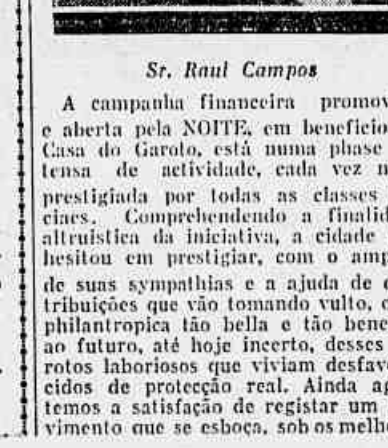 Sr. Raul Campos
A campanha financeira promov
e aberta pela NOITE, em beneficio
Casa do Garoto, está numa phase
tensa de actividade, cada vez m
prestigiada por todas as classes
ciaes. Comprehendendo a finalid
altruistica da iniciativa, a cidade
hesitou em prestigiar, com o amp
de suas sympathias e a ajuda de c
tribuições que vão tomando vulto,
philantropica tão bella e tão bene
ao futuro, até hoje incerto, desses
rotos laboriosos que viviam desfav
cidos de protecção real. Ainda ag
temos a satisfação de registar um
vimento que se esboça, sob os melh